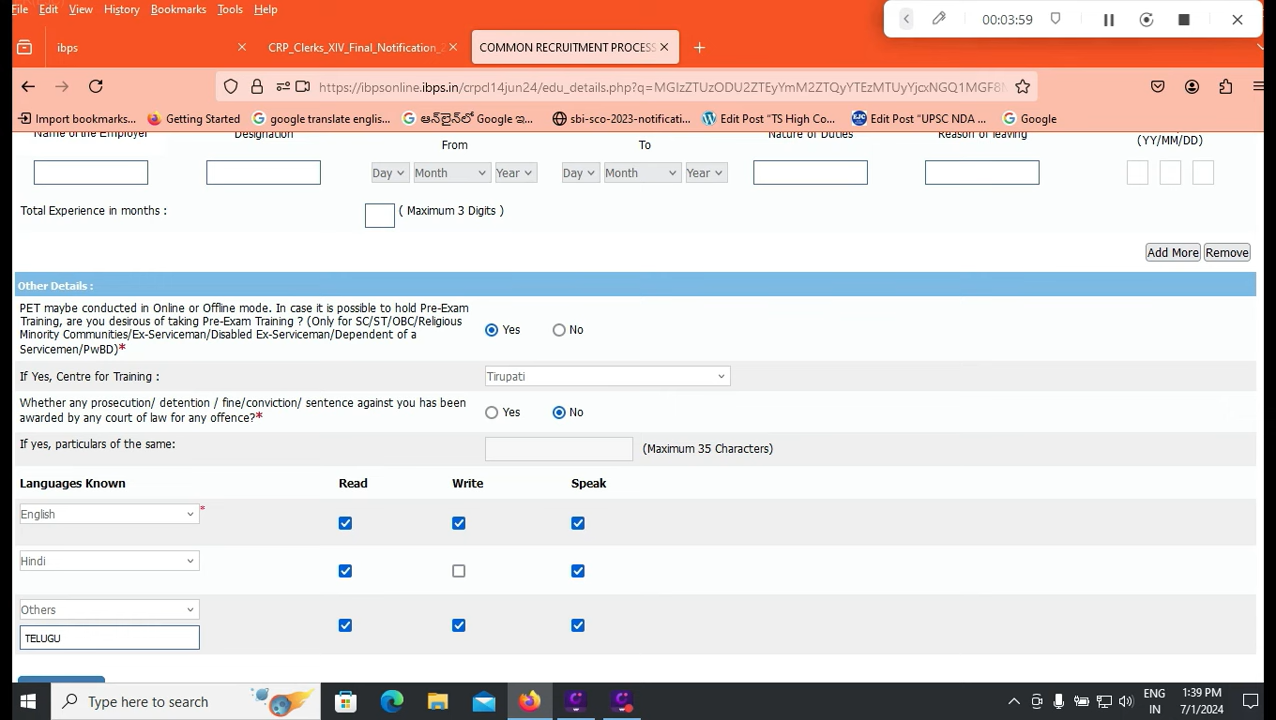 File Edit View History Bookmarks Tools Help
00:03:59
ibps
CRP_Clerks_XIV_Final_Notification_
COMMON RECRUITMENT PROCESS
https://ibpsonline.ibps.in/crpcl14jun24/edu_details.php?q=
Import bookmarks... Getting Started google translate englis... ఆన్‌లైన్‌లో Google ఇ... sbi-sco-2023-notificati... Edit Post “TS High Co... Edit Post “UPSC NDA ... Google
Name of the Employer Designation From To Nature of Duties Reason of leaving (YY/MM/DD)
Day Month Year Day Month Year
Total Experience in months : ( Maximum 3 Digits )
Add More Remove
Other Details :
PET maybe conducted in Online or Offline mode. In case it is possible to hold Pre-Exam
Training, are you desirous of taking Pre-Exam Training ? (Only for SC/ST/OBC/Religious
Minority Communities/Ex-Serviceman/Disabled Ex-Serviceman/Dependent of a
Servicemen/PwBD)*
Yes No
If Yes, Centre for Training : Tirupati
Whether any prosecution/ detention / fine/conviction/ sentence against you has been
awarded by any court of law for any offence?*
Yes No
If yes, particulars of the same: (Maximum 35 Characters)
Languages Known Read Write Speak
English *
Hindi
Others
TELUGU
Type here to search
ENG
IN
1:39 PM
7/1/2024